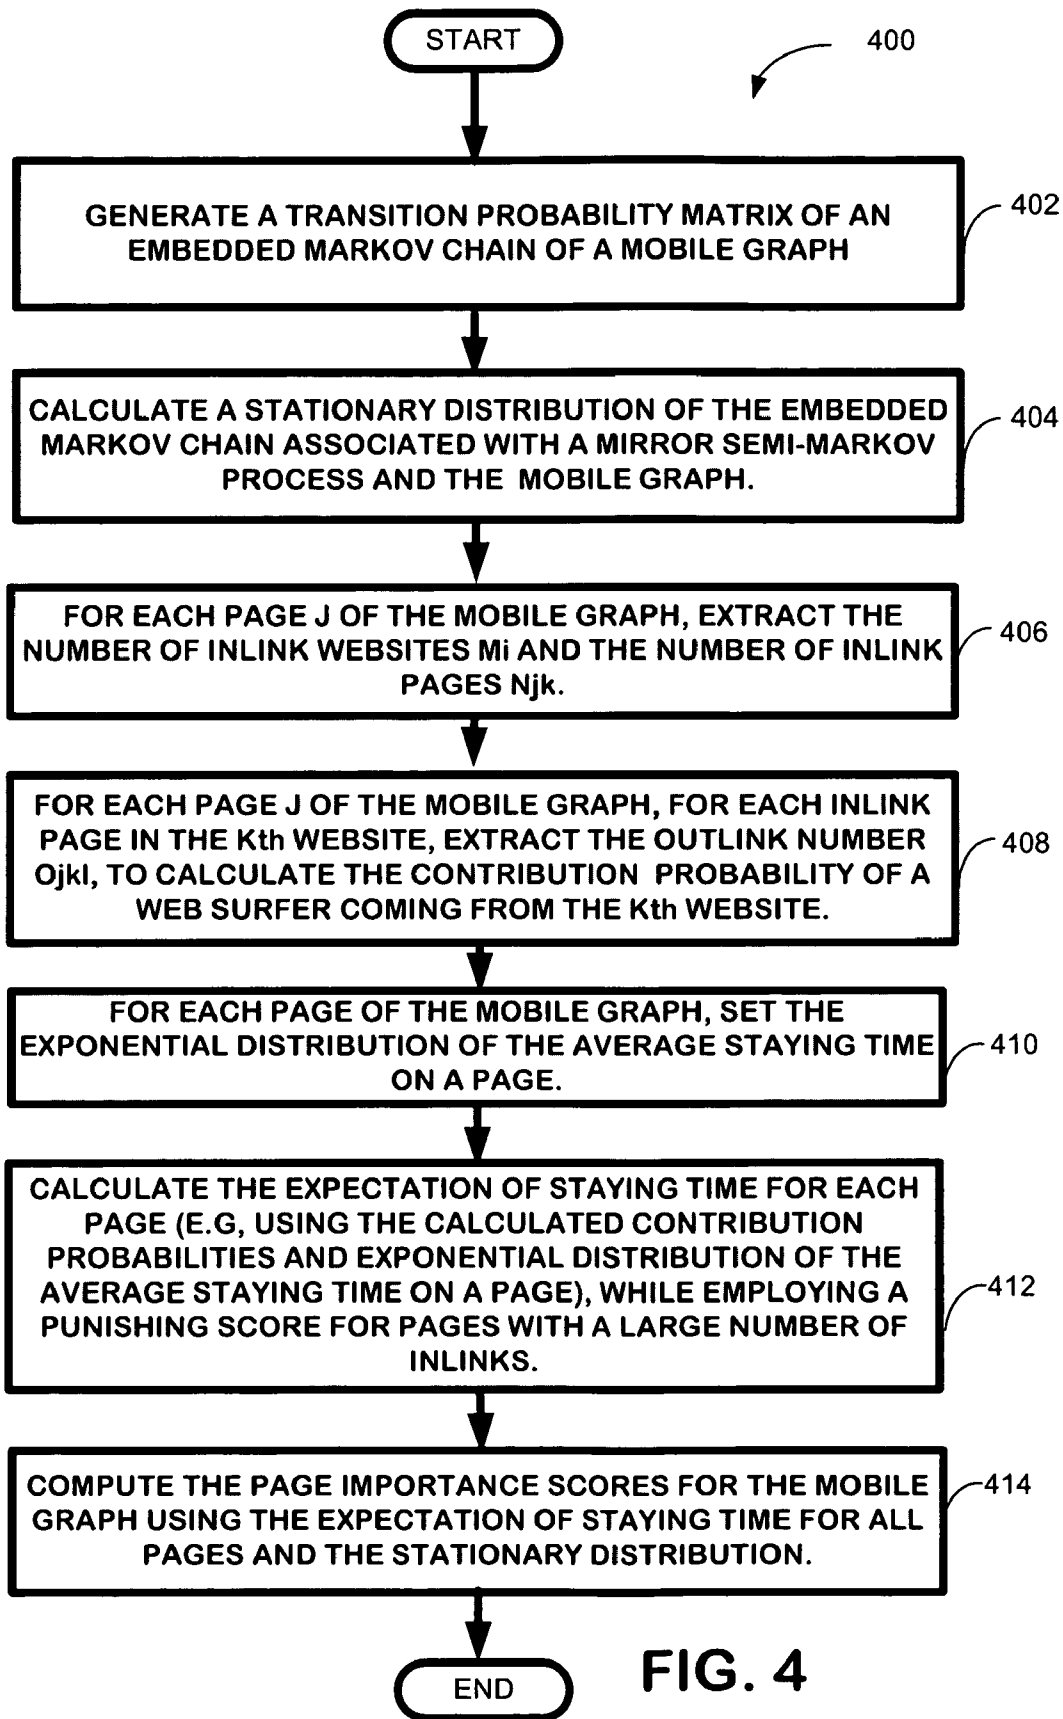 START
400
GENERATE A TRANSITION PROBABILITY MATRIX OF AN
EMBEDDED MARKOV CHAIN OF A MOBILE GRAPH
402
CALCULATE A STATIONARY DISTRIBUTION OF THE EMBEDDED
MARKOV CHAIN ASSOCIATED WITH A MIRROR SEMI-MARKOV
PROCESS AND THE MOBILE GRAPH.
404
FOR EACH PAGE J OF THE MOBILE GRAPH, EXTRACT THE
NUMBER OF INLINK WEBSITES Mi AND THE NUMBER OF INLINK
PAGES Njk.
406
FOR EACH PAGE J OF THE MOBILE GRAPH, FOR EACH INLINK
PAGE IN THE Kth WEBSITE, EXTRACT THE OUTLINK NUMBER
Ojkl, TO CALCULATE THE CONTRIBUTION PROBABILITY OF A
WEB SURFER COMING FROM THE Kth WEBSITE.
408
FOR EACH PAGE OF THE MOBILE GRAPH, SET THE
EXPONENTIAL DISTRIBUTION OF THE AVERAGE STAYING TIME
ON A PAGE.
410
CALCULATE THE EXPECTATION OF STAYING TIME FOR EACH
PAGE (E.G, USING THE CALCULATED CONTRIBUTION
PROBABILITIES AND EXPONENTIAL DISTRIBUTION OF THE
AVERAGE STAYING TIME ON A PAGE), WHILE EMPLOYING A
PUNISHING SCORE FOR PAGES WITH A LARGE NUMBER OF
INLINKS.
412
COMPUTE THE PAGE IMPORTANCE SCORES FOR THE MOBILE
GRAPH USING THE EXPECTATION OF STAYING TIME FOR ALL
PAGES AND THE STATIONARY DISTRIBUTION.
414
END
FIG. 4